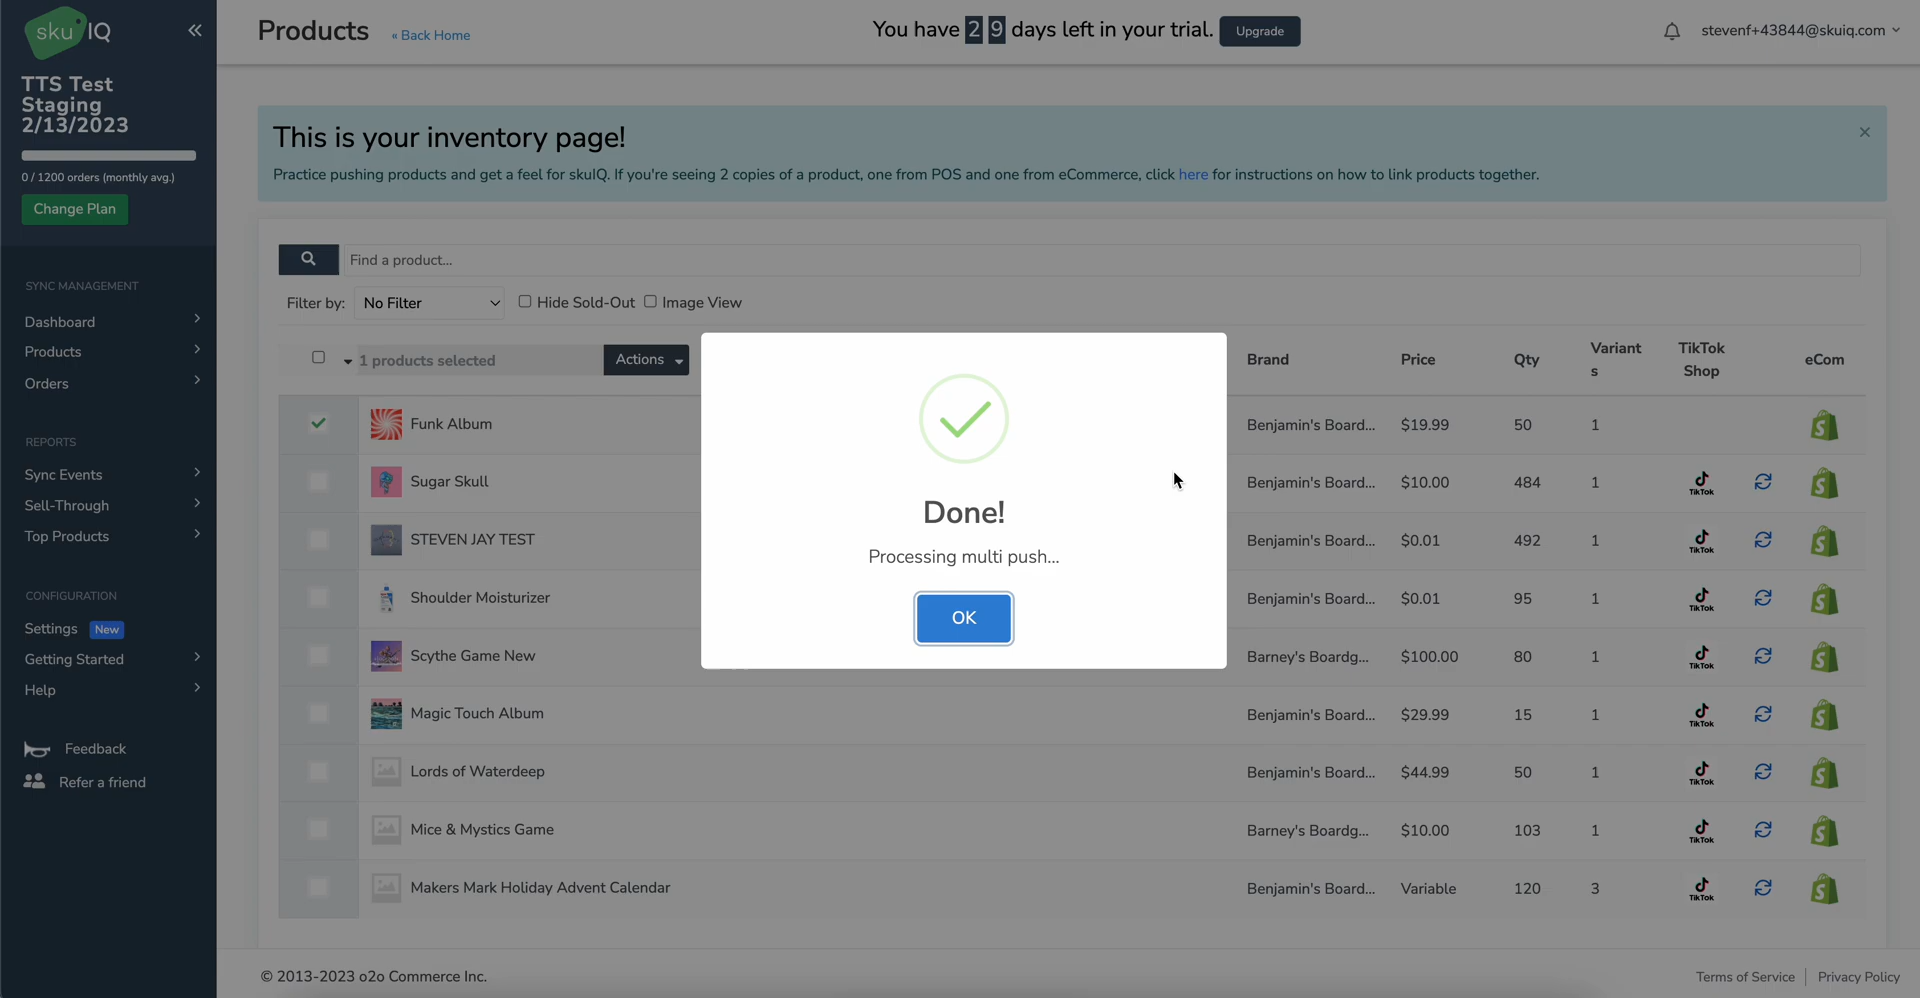 sku IQ
TTS Test
Staging
2/13/2023
0 / 1200 orders (monthly avg.)
Change Plan
SYNC MANAGEMENT
Dashboard
Products
Orders
REPORTS
Sync Events
Sell-Through
Top Products
CONFIGURATION
Settings New
Getting Started
Help
Feedback
Refer a friend
Products « Back Home
You have 2 9 days left in your trial. Upgrade
stevenf+43844@skuiq.com
This is your inventory page!
Practice pushing products and get a feel for skuIQ. If you're seeing 2 copies of a product, one from POS and one from eCommerce, click here for instructions on how to link products together.
Find a product...
Filter by: No Filter Hide Sold-Out Image View
1 products selected Actions Brand Price Qty Variant
s TikTok
Shop eCom
Funk Album Benjamin's Board... $19.99 50 1
Sugar Skull Benjamin's Board... $10.00 484 1 TikTok
STEVEN JAY TEST Benjamin's Board... $0.01 492 1 TikTok
Shoulder Moisturizer Benjamin's Board... $0.01 95 1 TikTok
Scythe Game New Barney's Boardg... $100.00 80 1 TikTok
Magic Touch Album Benjamin's Board... $29.99 15 1 TikTok
Lords of Waterdeep Benjamin's Board... $44.99 50 1 TikTok
Mice & Mystics Game Barney's Boardg... $10.00 103 1 TikTok
Makers Mark Holiday Advent Calendar Benjamin's Board... Variable 120 3 TikTok
Done!
Processing multi push...
OK
© 2013-2023 o2o Commerce Inc.
Terms of Service Privacy Policy